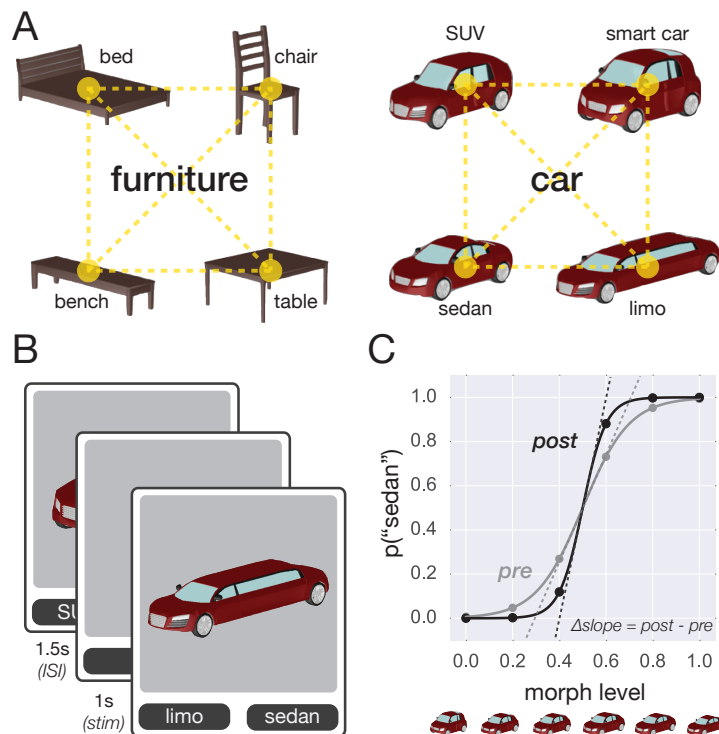 A
bed
chair
furniture
bench
table
SUV
smart car
car
sedan
limo
B
SU
1.5s
(ISI)
1s
(stim)
limo
sedan
C
p(“sedan”)
1.0
0.8
0.6
0.4
0.2
0.0
post
pre
Δslope = post - pre
0.0 0.2 0.4 0.6 0.8 1.0
morph level